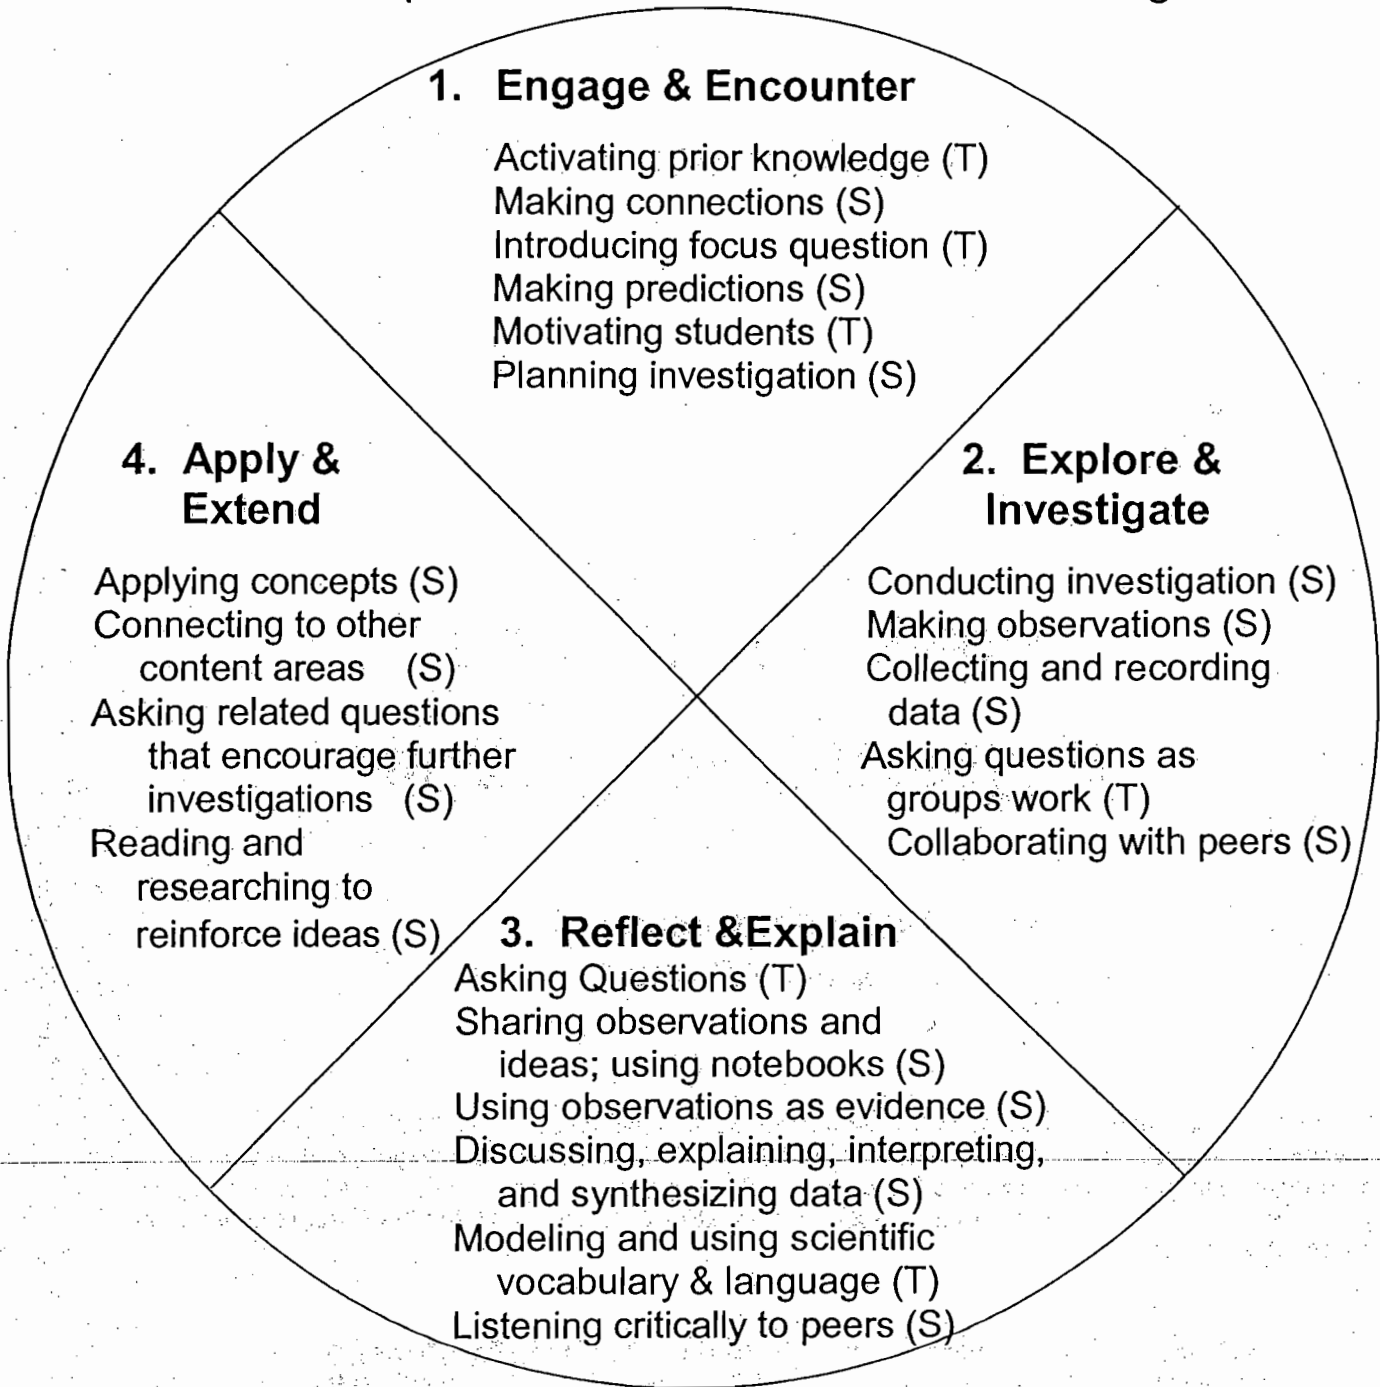 1. Engage & Encounter
Activating prior knowledge (T)
Making connections (S)
Introducing focus question (T)
Making predictions (S)
Motivating students (T)
Planning investigation (S)
2. Explore &
Investigate
Conducting investigation (S)
Making observations (S)
Collecting and recording
data (S)
Asking questions as
groups work (T)
Collaborating with peers (S)
3. Reflect &Explain
Asking Questions (T)
Sharing observations and
ideas; using notebooks (S)
Using observations as evidence (S)
Discussing, explaining, interpreting,
and synthesizing data (S)
Modeling and using scientific
vocabulary & language (T)
Listening critically to peers (S)
4. Apply &
Extend
Applying concepts (S)
Connecting to other
content areas (S)
Asking related questions
that encourage further
investigations (S)
Reading and
researching to
reinforce ideas (S)